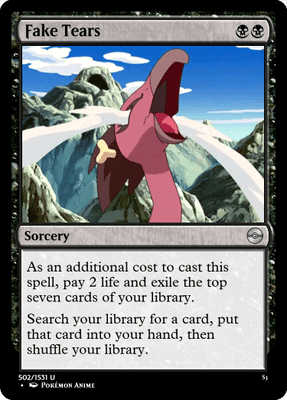 Fake Tears
Sorcery
As an additional cost to cast this
spell, pay 2 life and exile the top
seven cards of your library.
Search your library for a card, put
that card into your hand, then
shuffle your library.
502/1531 U
• Pokémon Anime